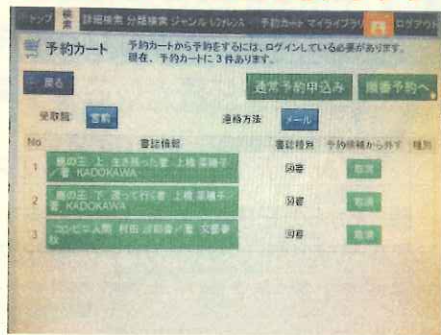 トップ 検索 詳細検索 分類検索 ジャンル レファレンス 予約カート マイライブラリ ログアウト
予約カート
予約カートから予約をするには、ログインしている必要があります。
現在、予約カートに3件あります。
戻る
通常予約申込み 順番予約へ
受取館 宮前 連絡方法 メール
No 書誌情報 書誌種別 予約候補から外す 種別
1 鹿の王 上 生き残った者 上橋 菜穂子
／著 KADOKAWA 図書 取消
2 鹿の王 下 還って行く者 上橋 菜穂子／
著 KADOKAWA 図書 取消
3 コンビニ人間 村田 沙耶香／著 文藝春
秋 図書 取消